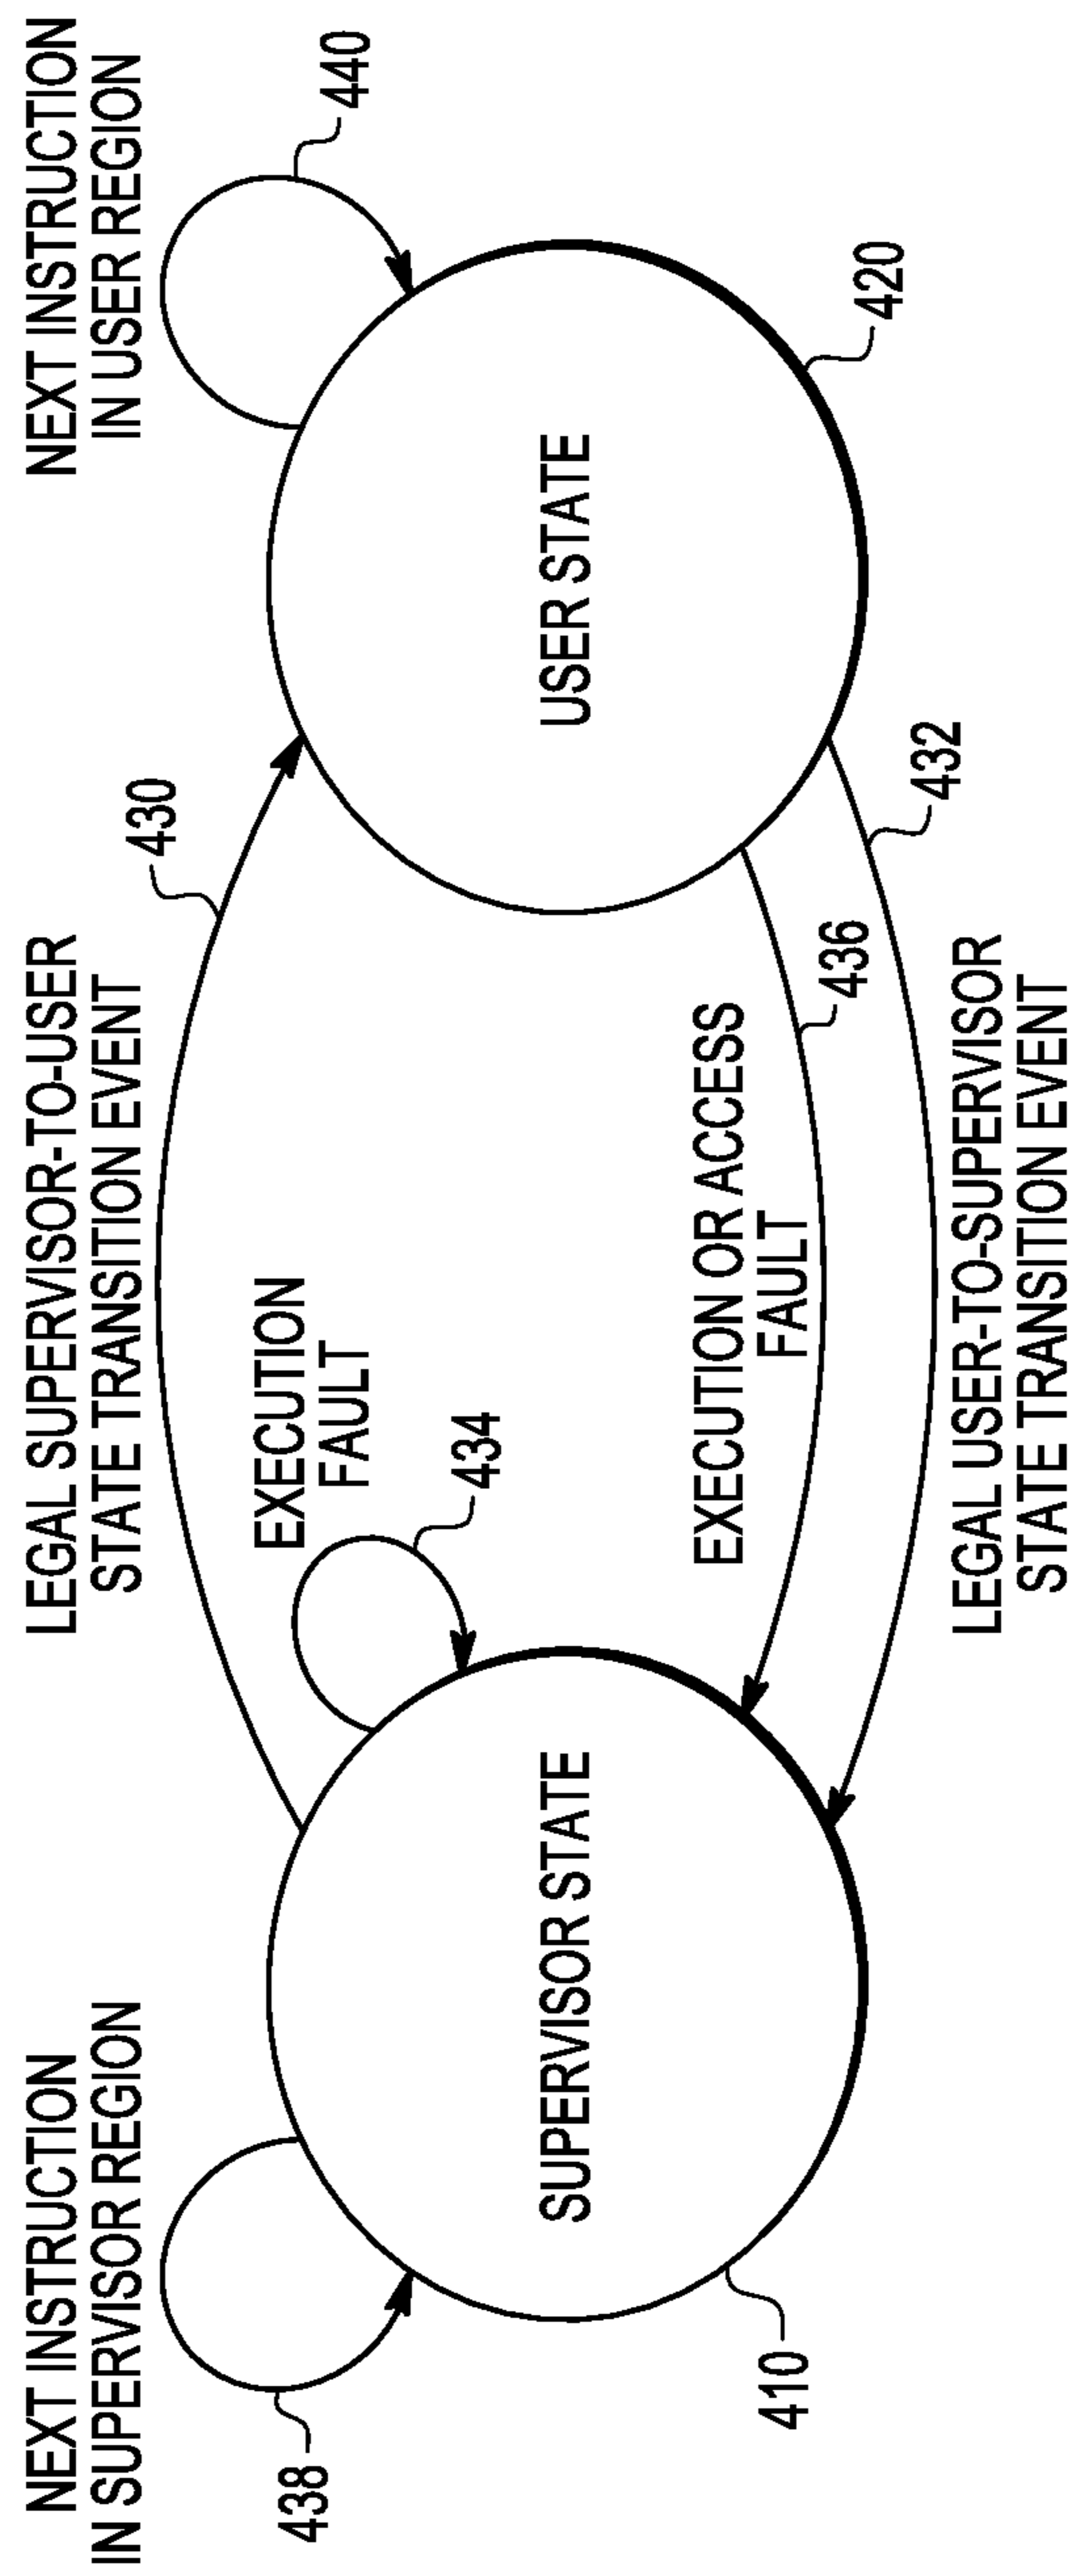 NEXT INSTRUCTION
IN SUPERVISOR REGION
438
LEGAL SUPERVISOR-TO-USER
STATE TRANSITION EVENT
430
NEXT INSTRUCTION
IN USER REGION
440
EXECUTION
FAULT
434
SUPERVISOR STATE
410
USER STATE
420
EXECUTION OR ACCESS
FAULT
436
432
LEGAL USER-TO-SUPERVISOR
STATE TRANSITION EVENT